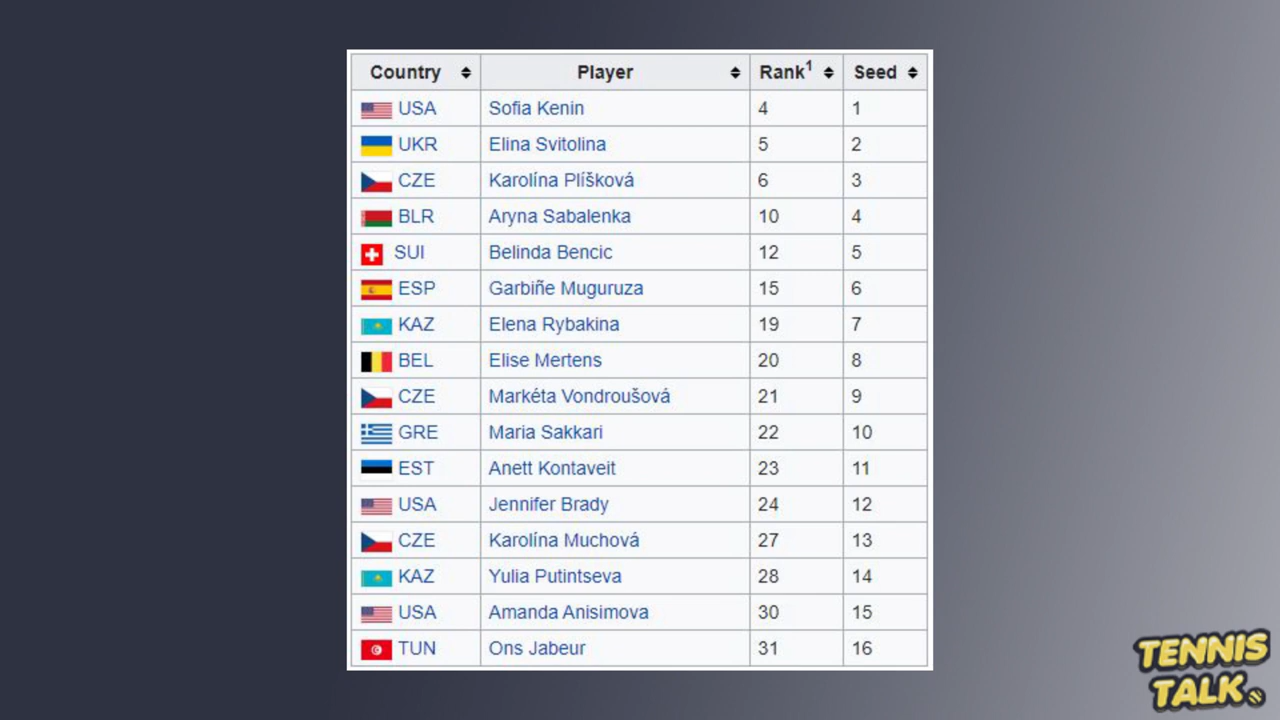 Country Player Rank1 Seed
USA Sofia Kenin 4 1
UKR Elina Svitolina 5 2
CZE Karolína Plíšková 6 3
BLR Aryna Sabalenka 10 4
SUI Belinda Bencic 12 5
ESP Garbiñe Muguruza 15 6
KAZ Elena Rybakina 19 7
BEL Elise Mertens 20 8
CZE Markéta Vondroušová 21 9
GRE Maria Sakkari 22 10
EST Anett Kontaveit 23 11
USA Jennifer Brady 24 12
CZE Karolína Muchová 27 13
KAZ Yulia Putintseva 28 14
USA Amanda Anisimova 30 15
TUN Ons Jabeur 31 16
TENNIS
TALK